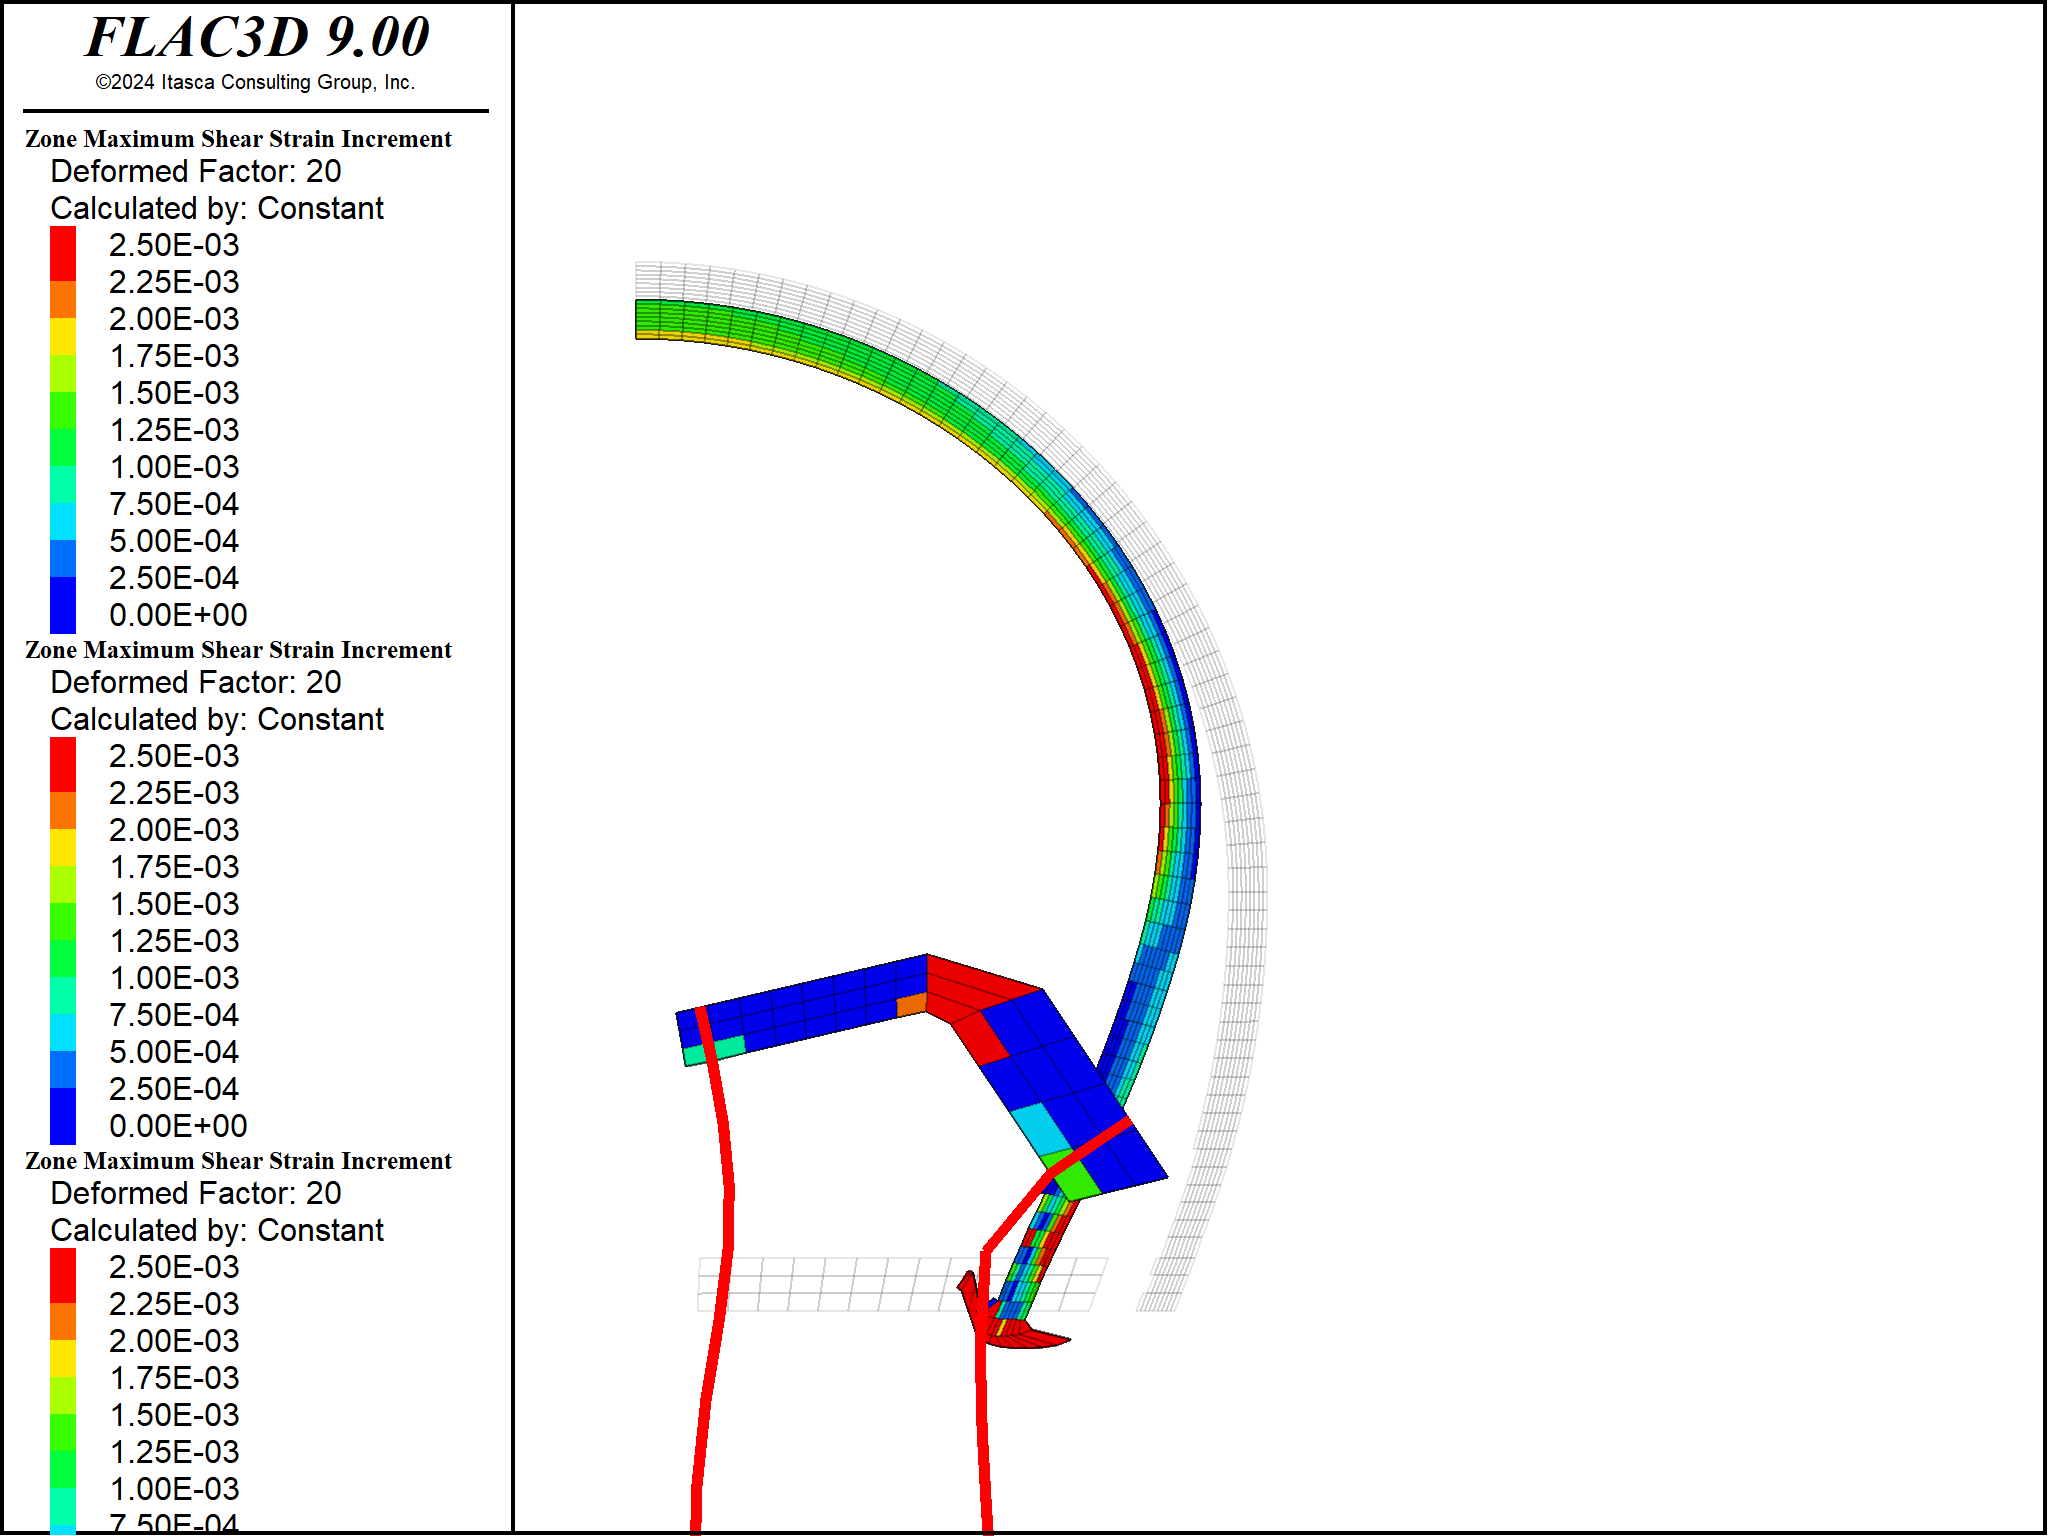 FLAC3D 9.00
©2024 Itasca Consulting Group, Inc.
Zone Maximum Shear Strain Increment
Deformed Factor: 20
Calculated by: Constant
2.50E-03
2.25E-03
2.00E-03
1.75E-03
1.50E-03
1.25E-03
1.00E-03
7.50E-04
5.00E-04
2.50E-04
0.00E+00
Zone Maximum Shear Strain Increment
Deformed Factor: 20
Calculated by: Constant
2.50E-03
2.25E-03
2.00E-03
1.75E-03
1.50E-03
1.25E-03
1.00E-03
7.50E-04
5.00E-04
2.50E-04
0.00E+00
Zone Maximum Shear Strain Increment
Deformed Factor: 20
Calculated by: Constant
2.50E-03
2.25E-03
2.00E-03
1.75E-03
1.50E-03
1.25E-03
1.00E-03
7.50E-04